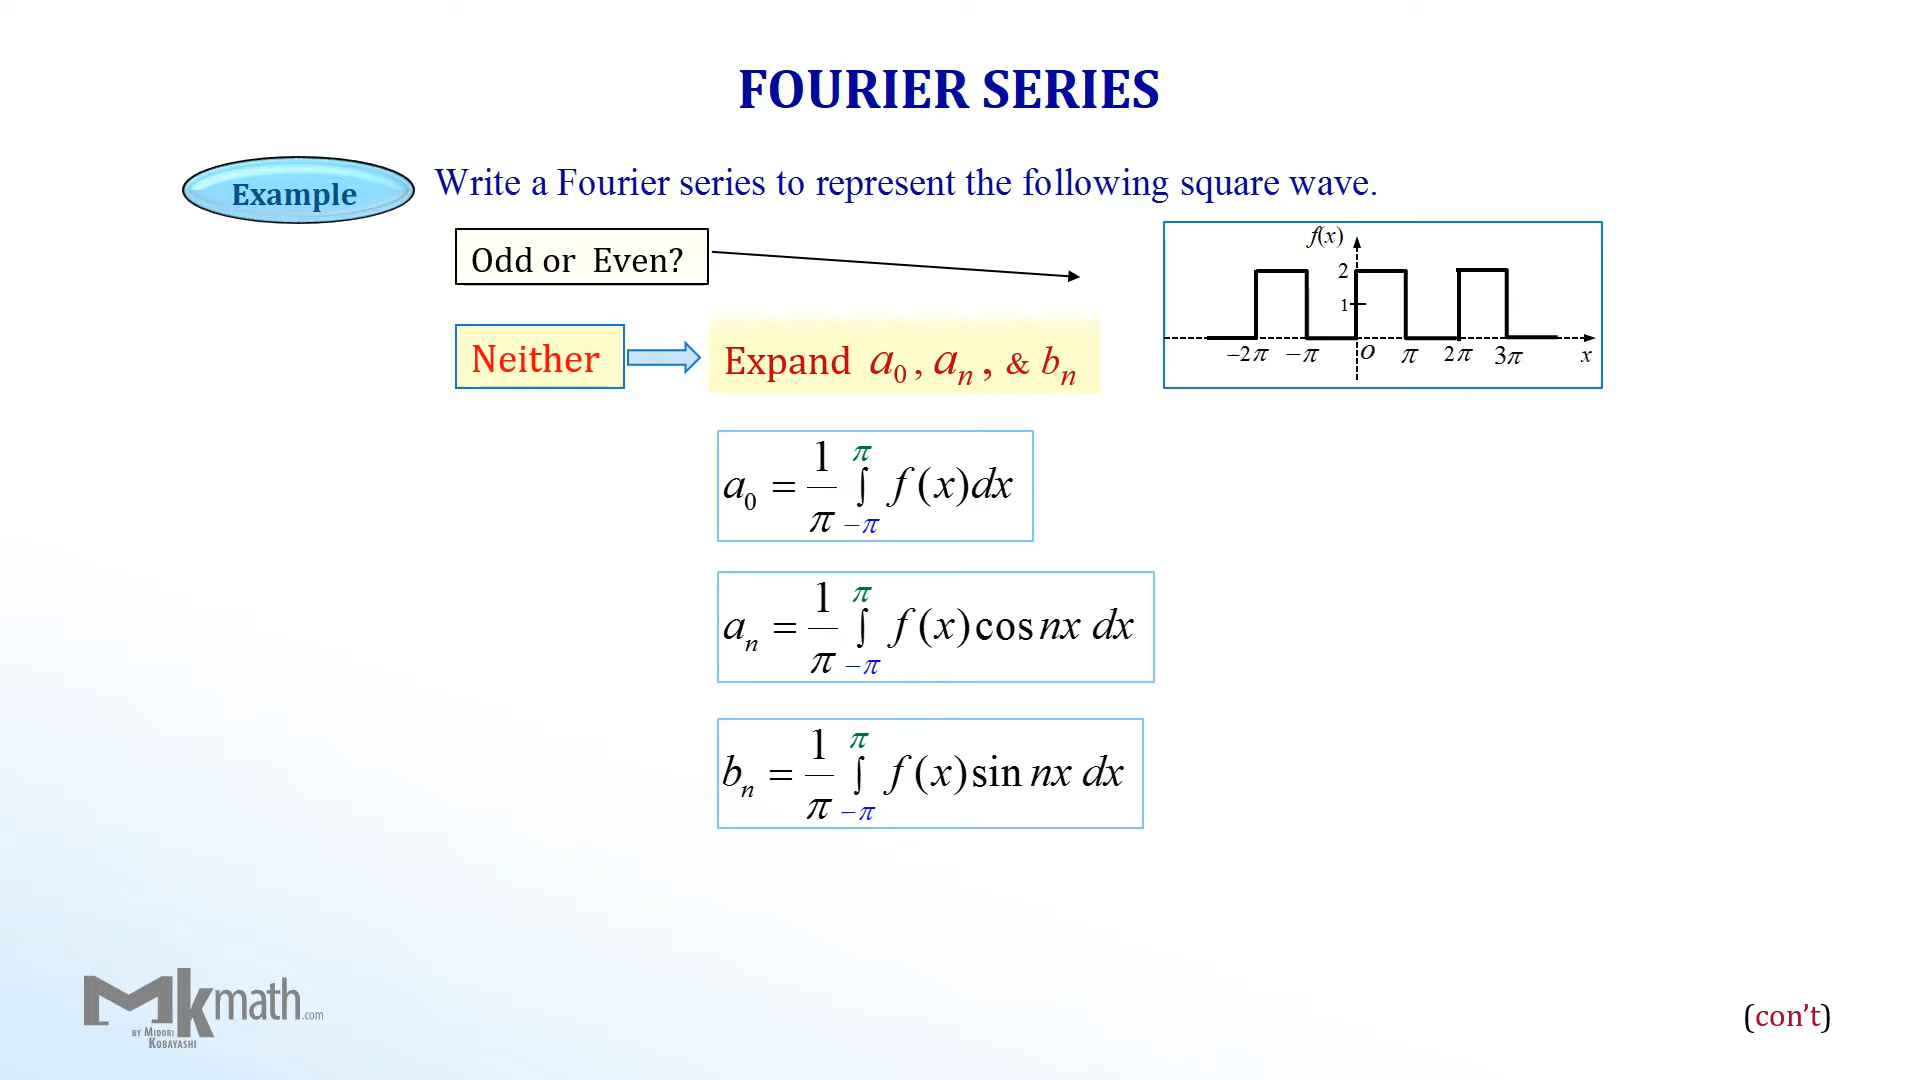 FOURIER SERIES
Example
Write a Fourier series to represent the following square wave.
Odd or Even?
f(x)
2
1
−2π −π O π 2π 3π x
Neither
Expand a₀, aₙ, & bₙ
a₀ = 1/π ∫_{−π}^{π} f(x)dx
aₙ = 1/π ∫_{−π}^{π} f(x)cos nx dx
bₙ = 1/π ∫_{−π}^{π} f(x)sin nx dx
Mkmath.com
BY MIDORI
KOBAYASHI
(con’t)